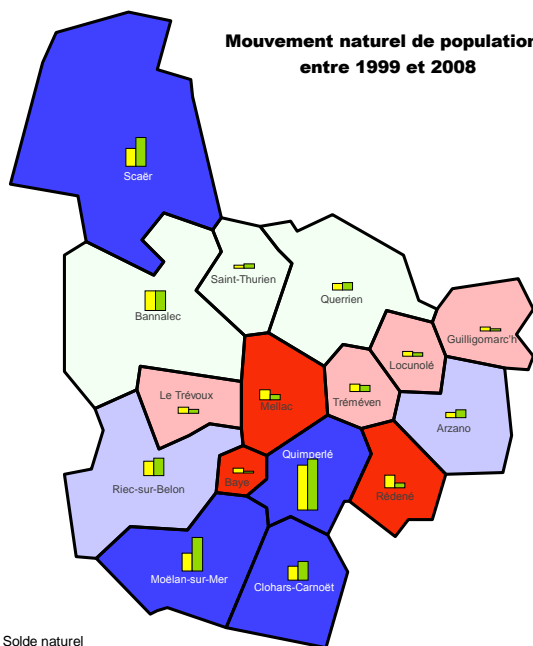 Mouvement naturel de population
entre 1999 et 2008
Scaër
Saint-Thurien
Querrien
Bannalec
Guilligomarc'h
Locunolé
Le Trévoux
Mellac
Tréméven
Arzano
Quimperlé
Baye
Rédené
Riec-sur-Belon
Moëlan-sur-Mer
Clohars-Carnoët
Solde naturel